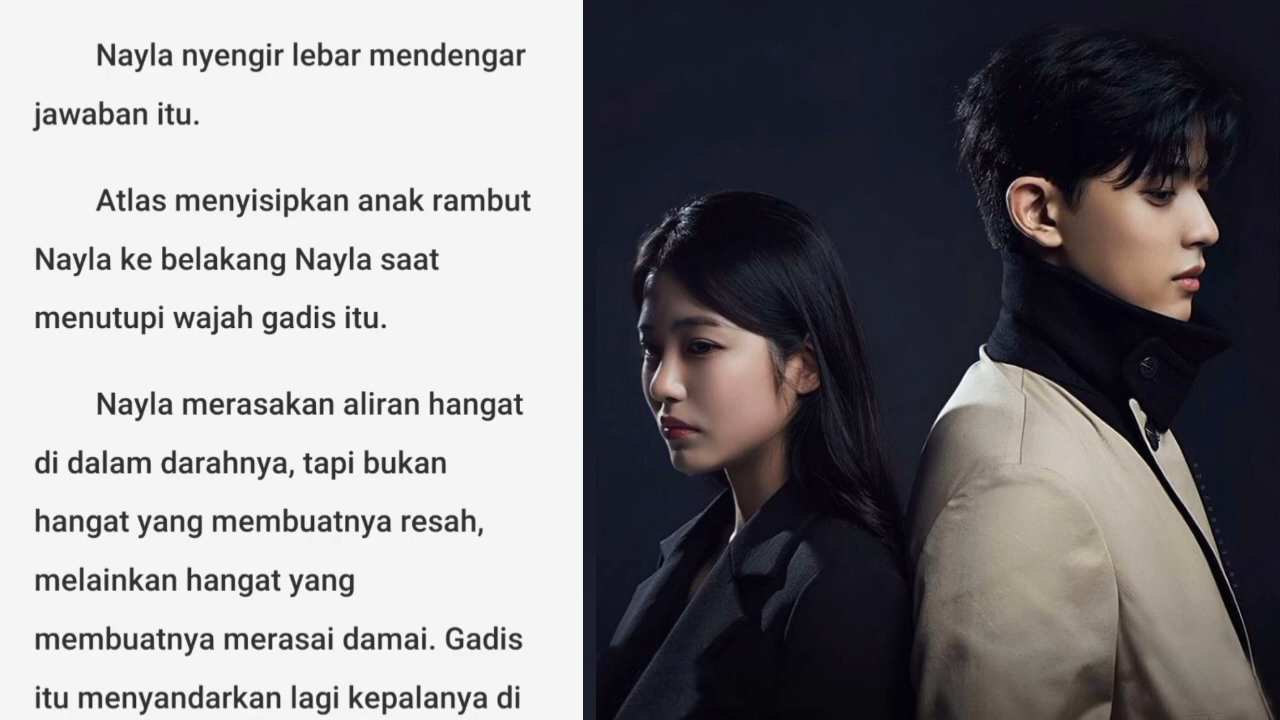 Nayla nyengir lebar mendengar
jawaban itu.
Atlas menyisipkan anak rambut
Nayla ke belakang Nayla saat
menutupi wajah gadis itu.
Nayla merasakan aliran hangat
di dalam darahnya, tapi bukan
hangat yang membuatnya resah,
melainkan hangat yang
membuatnya merasai damai. Gadis
itu menyandarkan lagi kepalanya di